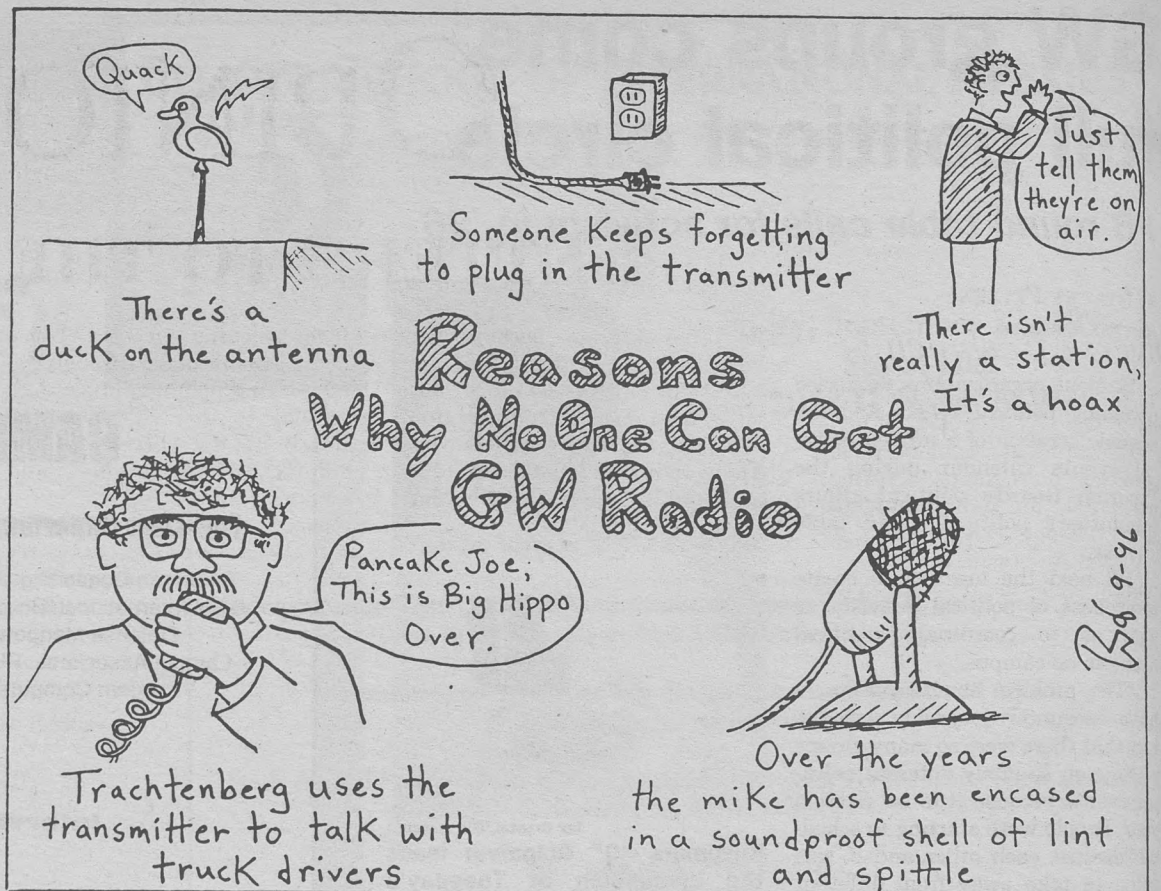 Quack
There's a
duck on the antenna
Someone Keeps forgetting
to plug in the transmitter
Just
tell them
they're on
air.
There isn't
really a station,
It's a hoax
Reasons
Why No One Can Get
GW Radio
Pancake Joe,
This is Big Hippo
Over.
Trachtenberg uses the
transmitter to talk with
truck drivers
9-9-96
Over the years
the mike has been encased
in a soundproof shell of lint
and spittle